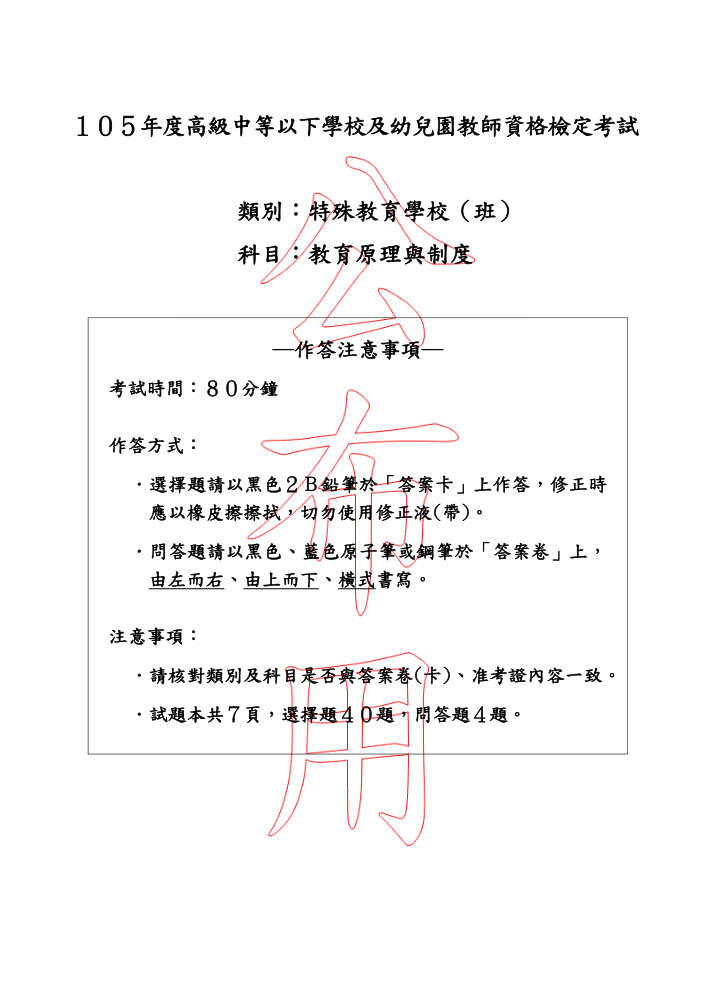 １０５年度高級中等以下學校及幼兒園教師資格檢定考試
類別：特殊教育學校（班）
科目：教育原理與制度
—作答注意事項—
考試時間：８０分鐘
作答方式：
‧選擇題請以黑色２Ｂ鉛筆於「答案卡」上作答，修正時
應以橡皮擦擦拭，切勿使用修正液(帶)。
‧問答題請以黑色、藍色原子筆或鋼筆於「答案卷」上，
由左而右、由上而下、橫式書寫。
注意事項：
‧請核對類別及科目是否與答案卷(卡)、准考證內容一致。
‧試題本共７頁，選擇題４０題，問答題４題。
公布用